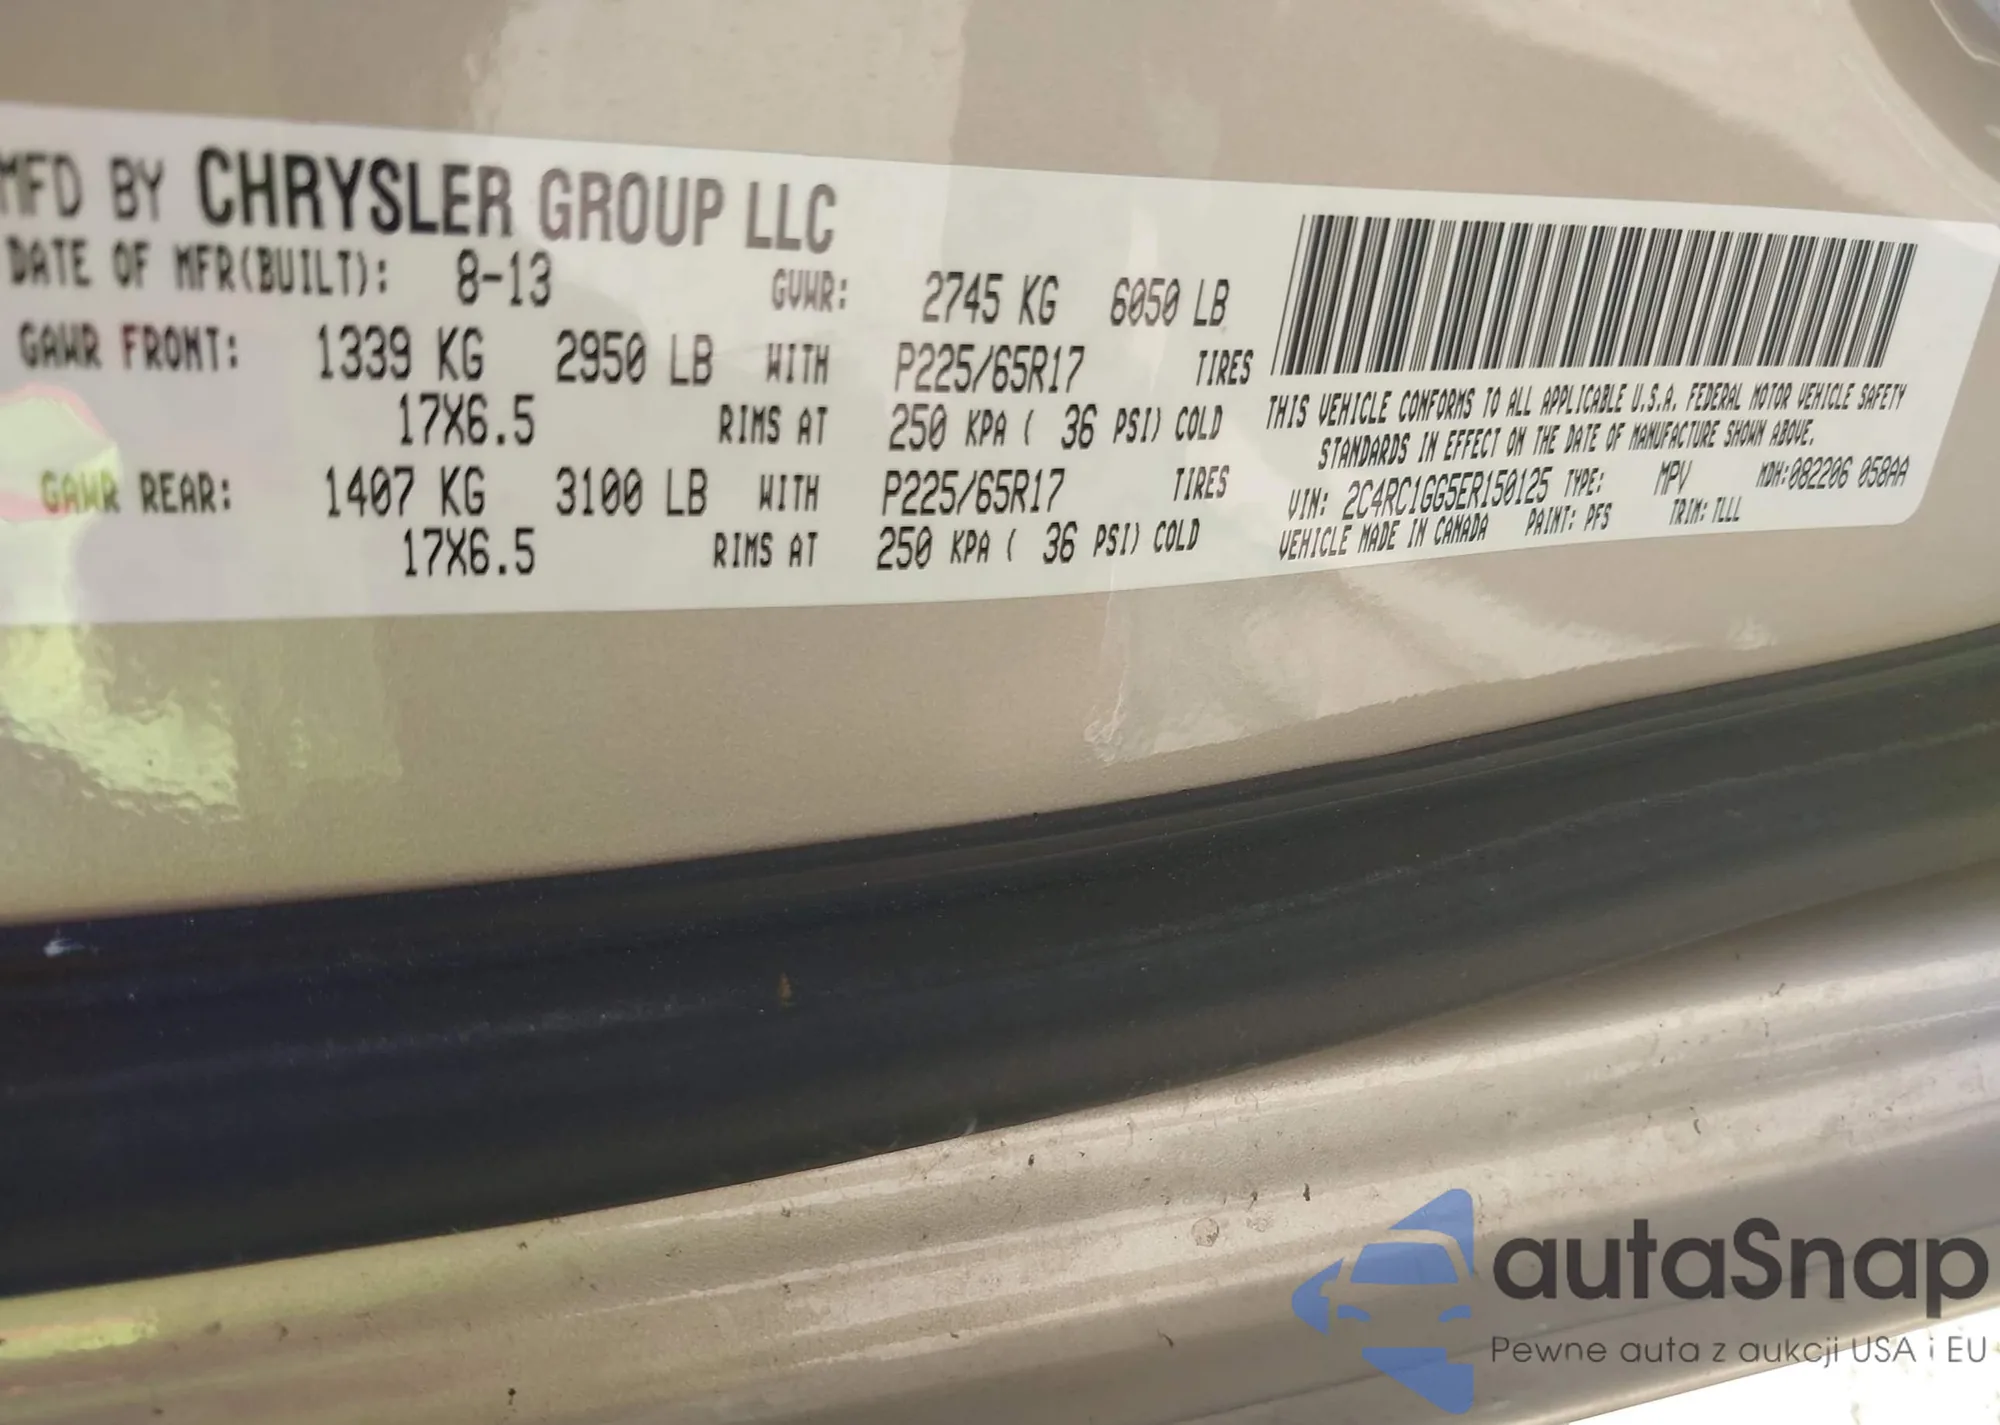 MFD BY CHRYSLER GROUP LLC
DATE OF MFR(BUILT): 8-13 GVWR: 2745 KG 6050 LB
GAWR FRONT: 1339 KG 2950 LB WITH P225/65R17 TIRES
17X6.5 RIMS AT 250 KPA ( 36 PSI) COLD
GAWR REAR: 1407 KG 3100 LB WITH P225/65R17 TIRES
17X6.5 RIMS AT 250 KPA ( 36 PSI) COLD
THIS VEHICLE CONFORMS TO ALL APPLICABLE U.S.A. FEDERAL MOTOR VEHICLE SAFETY
STANDARDS IN EFFECT ON THE DATE OF MANUFACTURE SHOWN ABOVE.
VIN: 2C4RC1GG5ER150125 TYPE: MPV MDH:082206 058AA
VEHICLE MADE IN CANADA PAINT: PFS TRIM: TLLL
autaSnap
Pewne auta z aukcji USA i EU